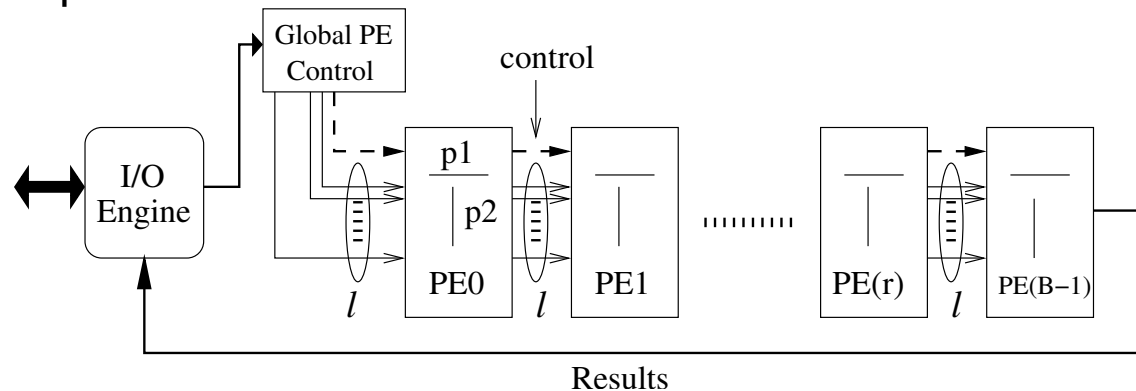 Global PE
Control
control
I/O
Engine
p1
p2
PE0
PE1
PE(r)
PE(B−1)
l
l
l
Results